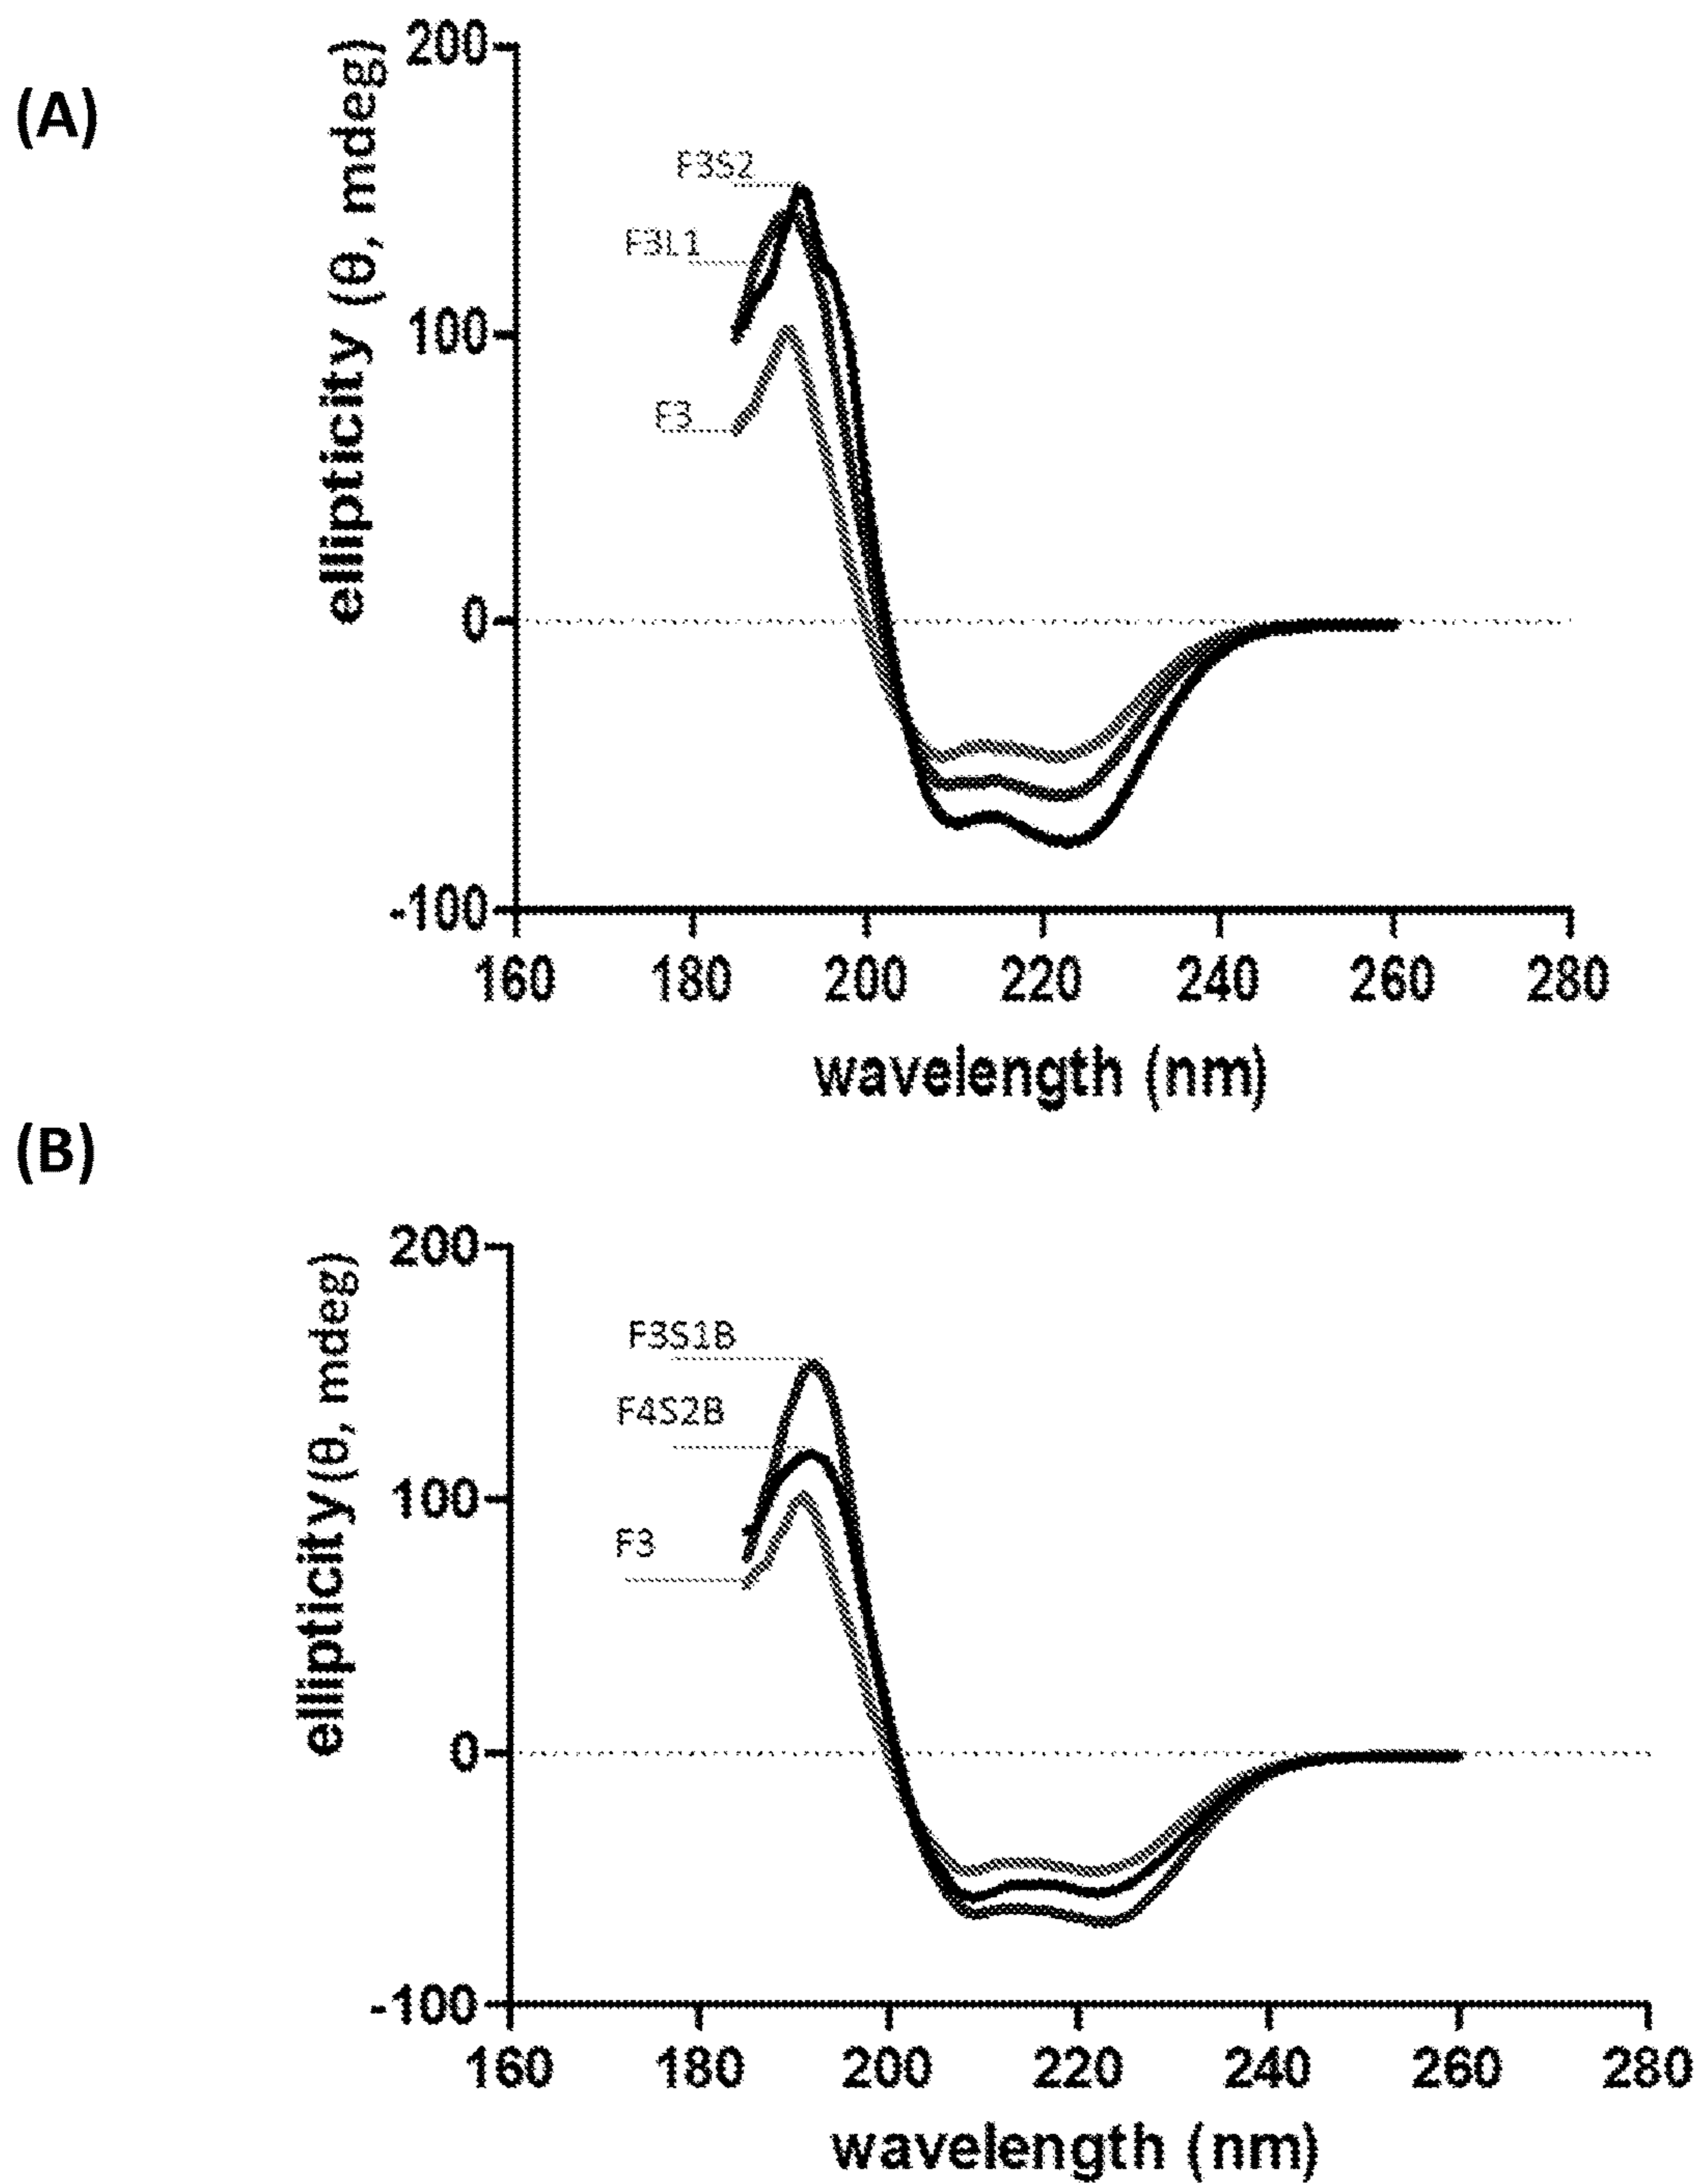 (A)
ellipticity (θ, mdeg)
200
100
0
-100
F3S2
F3L1
F3
160 180 200 220 240 260 280
wavelength (nm)
(B)
ellipticity (θ, mdeg)
200
100
0
-100
F3S1B
F4S2B
F3
160 180 200 220 240 260 280
wavelength (nm)